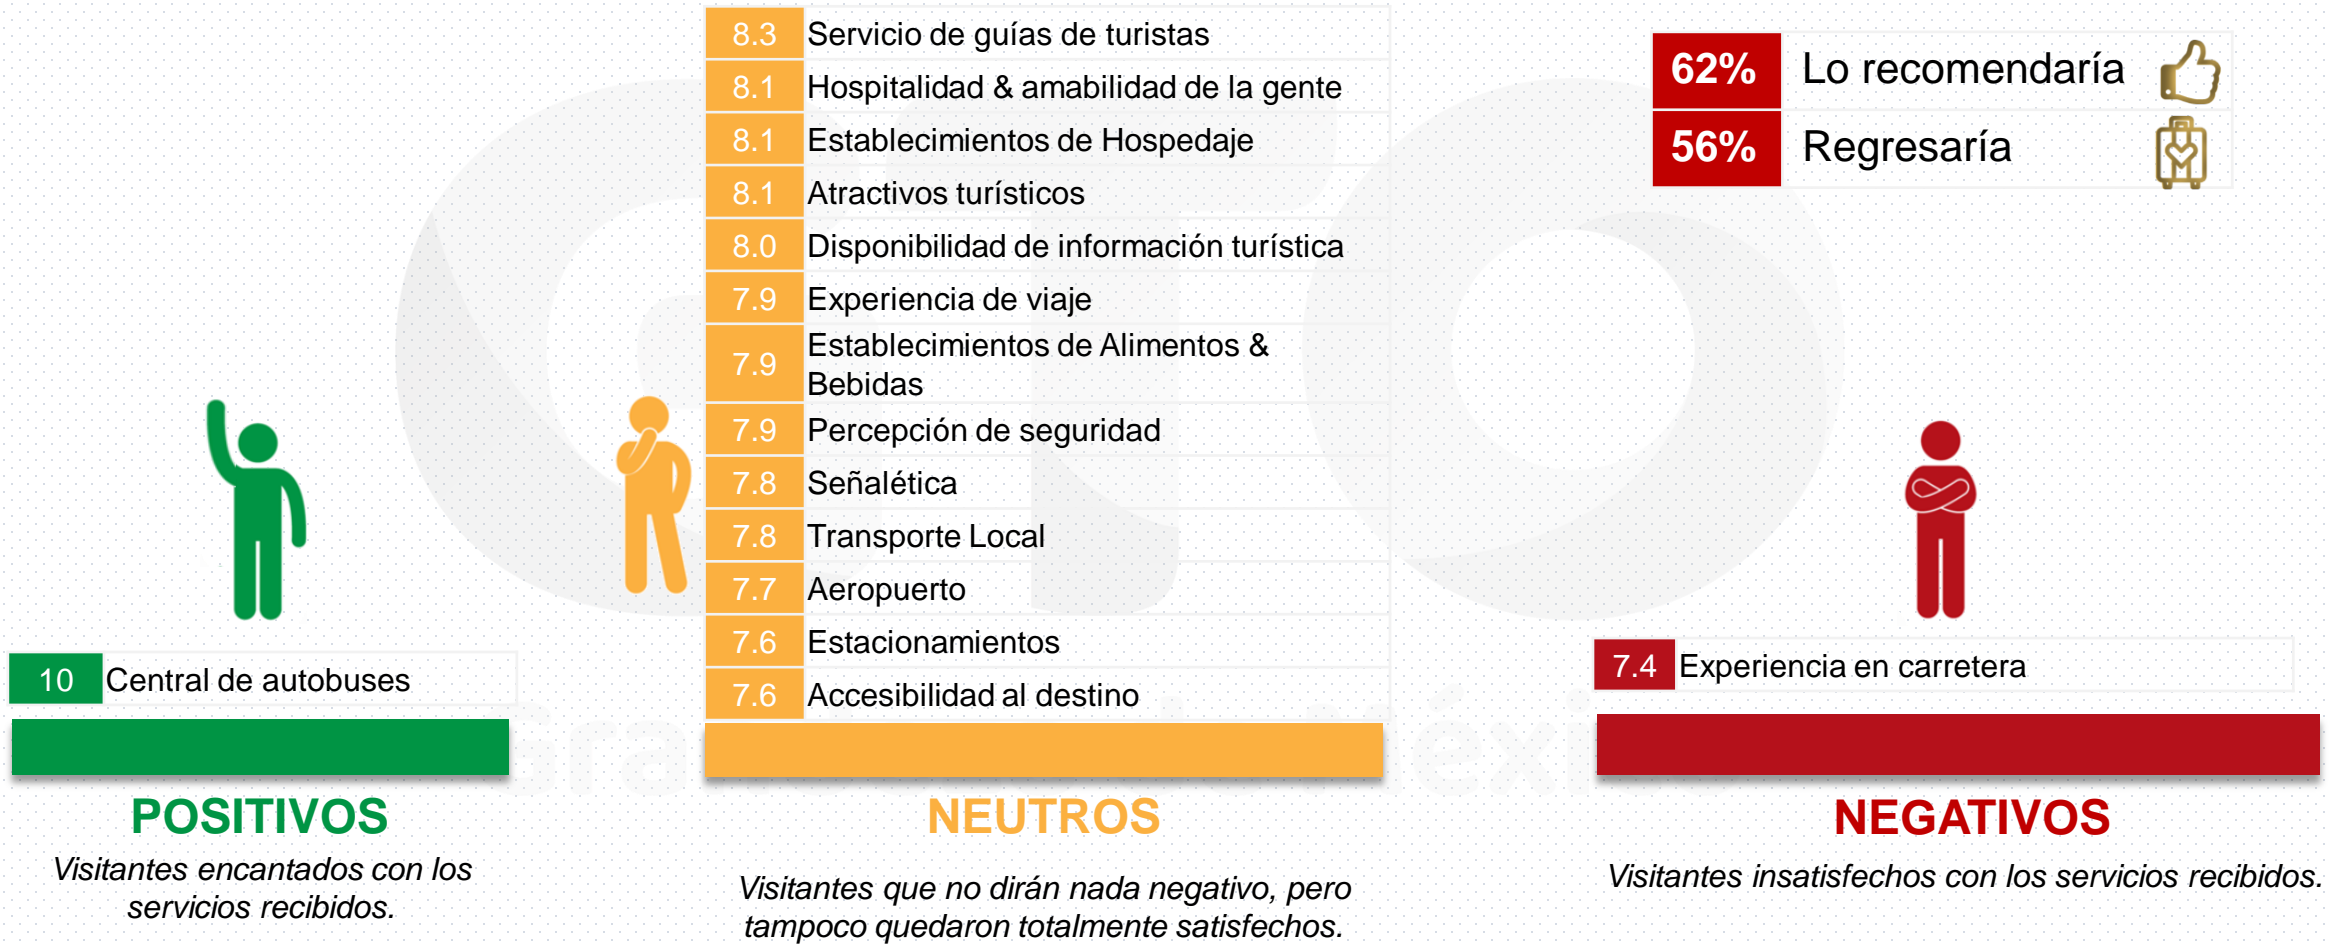 8.3 Servicio de guías de turistas
8.1 Hospitalidad & amabilidad de la gente
8.1 Establecimientos de Hospedaje
8.1 Atractivos turísticos
8.0 Disponibilidad de información turística
7.9 Experiencia de viaje
7.9 Establecimientos de Alimentos &
Bebidas
7.9 Percepción de seguridad
7.8 Señalética
7.8 Transporte Local
7.7 Aeropuerto
7.6 Estacionamientos
7.6 Accesibilidad al destino
62% Lo recomendaría
56% Regresaría
10 Central de autobuses
7.4 Experiencia en carretera
POSITIVOS
Visitantes encantados con los
servicios recibidos.
NEUTROS
Visitantes que no dirán nada negativo, pero
tampoco quedaron totalmente satisfechos.
NEGATIVOS
Visitantes insatisfechos con los servicios recibidos.